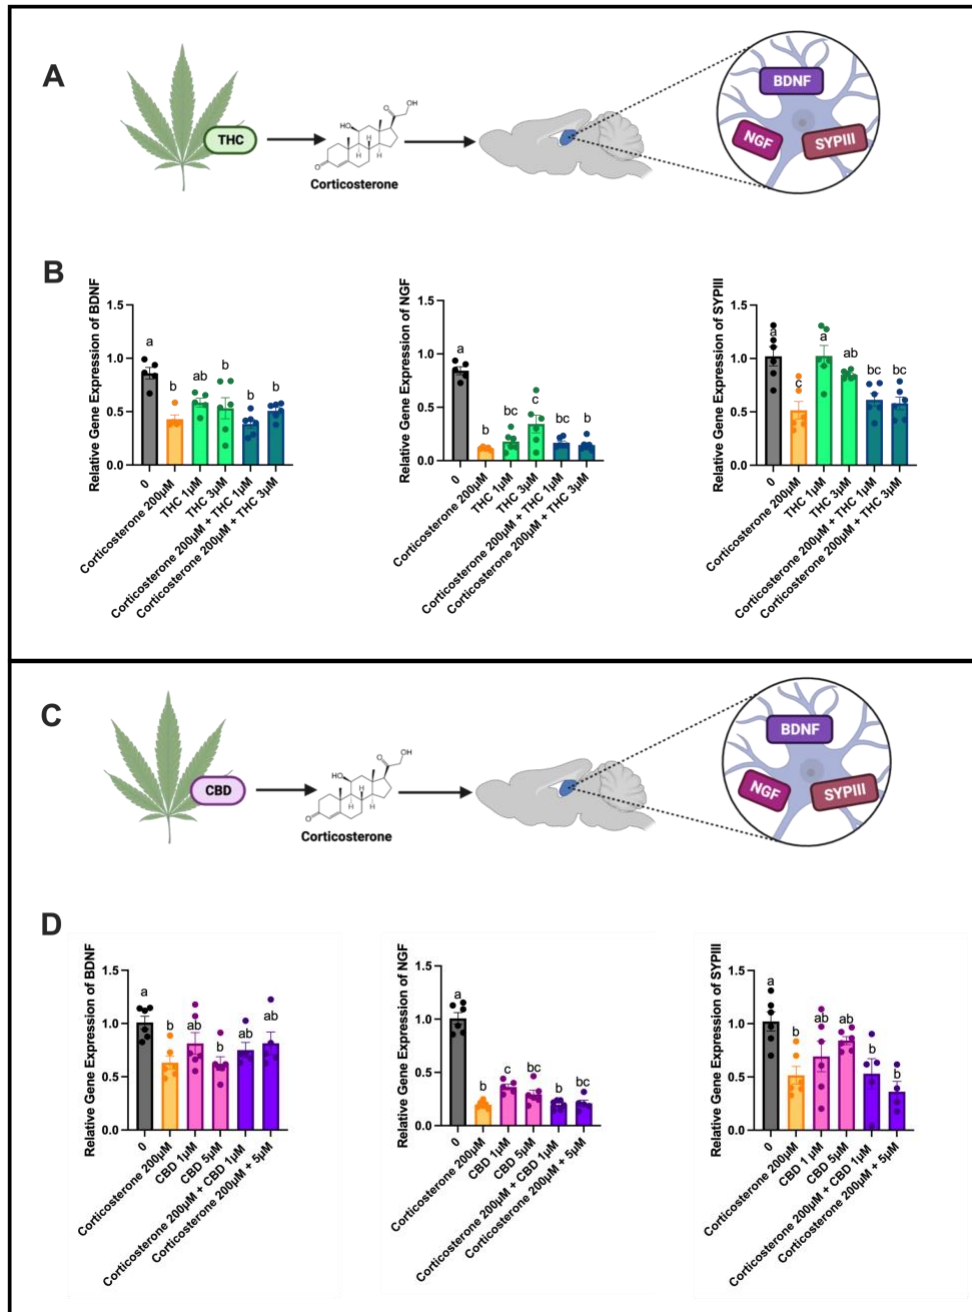 A
THC
HO
O
OH
H
H
H
O
Corticosterone
BDNF
NGF
SYPIII
B
Relative Gene Expression of BDNF
1.5
1.0
0.5
0.0
a
b
ab
b
b
b
0
Corticosterone 200μM
THC 1μM
THC 3μM
Corticosterone 200μM + THC 1μM
Corticosterone 200μM + THC 3μM
Relative Gene Expression of NGF
1.5
1.0
0.5
0.0
a
b
bc
c
bc
b
0
Corticosterone 200μM
THC 1μM
THC 3μM
Corticosterone 200μM + THC 1μM
Corticosterone 200μM + THC 3μM
Relative Gene Expression of SYPIII
1.5
1.0
0.5
0.0
a
c
a
ab
bc
bc
0
Corticosterone 200μM
THC 1μM
THC 3μM
Corticosterone 200μM + THC 1μM
Corticosterone 200μM + THC 3μM
C
CBD
HO
O
OH
H
H
H
O
Corticosterone
BDNF
NGF
SYPIII
D
Relative Gene Expression of BDNF
1.5
1.0
0.5
0.0
a
b
ab
b
ab
ab
0
Corticosterone 200μM
CBD 1μM
CBD 5μM
Corticosterone 200μM + CBD 1μM
Corticosterone 200μM + 5μM
Relative Gene Expression of NGF
1.5
1.0
0.5
0.0
a
b
c
bc
b
bc
0
Corticosterone 200μM
CBD 1μM
CBD 5μM
Corticosterone 200μM + CBD 1μM
Corticosterone 200μM + 5μM
Relative Gene Expression of SYPIII
1.5
1.0
0.5
0.0
a
b
ab
ab
b
b
0
Corticosterone 200μM
CBD 1 μM
CBD 5μM
Corticosterone 200μM + CBD 1μM
Corticosterone 200μM + 5μM